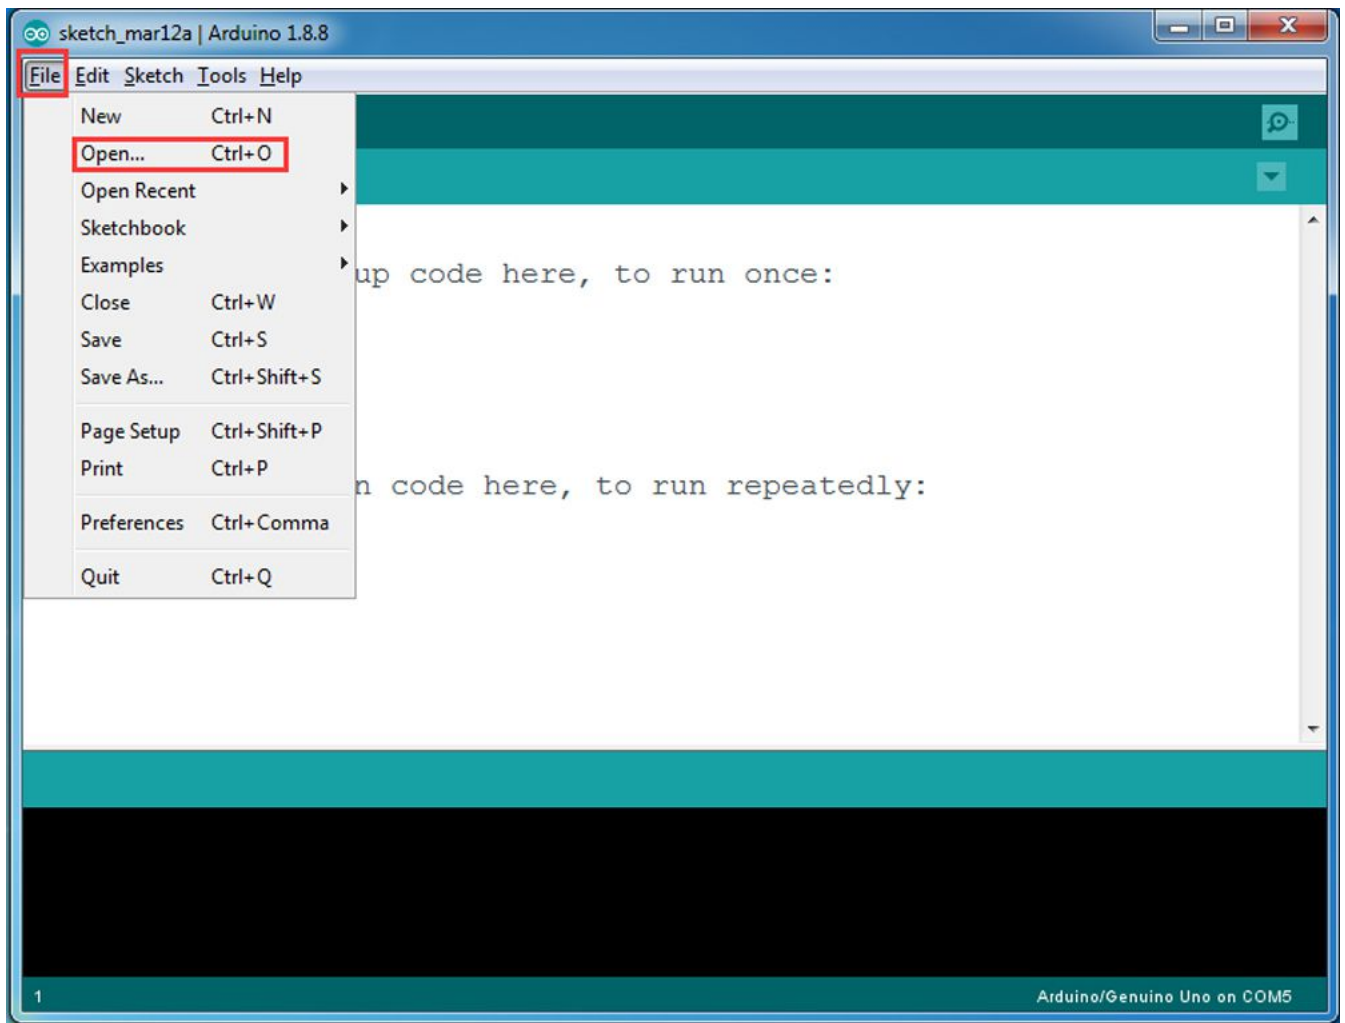 sketch_mar12a | Arduino 1.8.8
File Edit Sketch Tools Help
New Ctrl+N
Open... Ctrl+O
Open Recent
Sketchbook
Examples
up code here, to run once:
Close Ctrl+W
Save Ctrl+S
Save As... Ctrl+Shift+S
Page Setup Ctrl+Shift+P
Print Ctrl+P
n code here, to run repeatedly:
Preferences Ctrl+Comma
Quit Ctrl+Q
1 Arduino/Genuino Uno on COM5